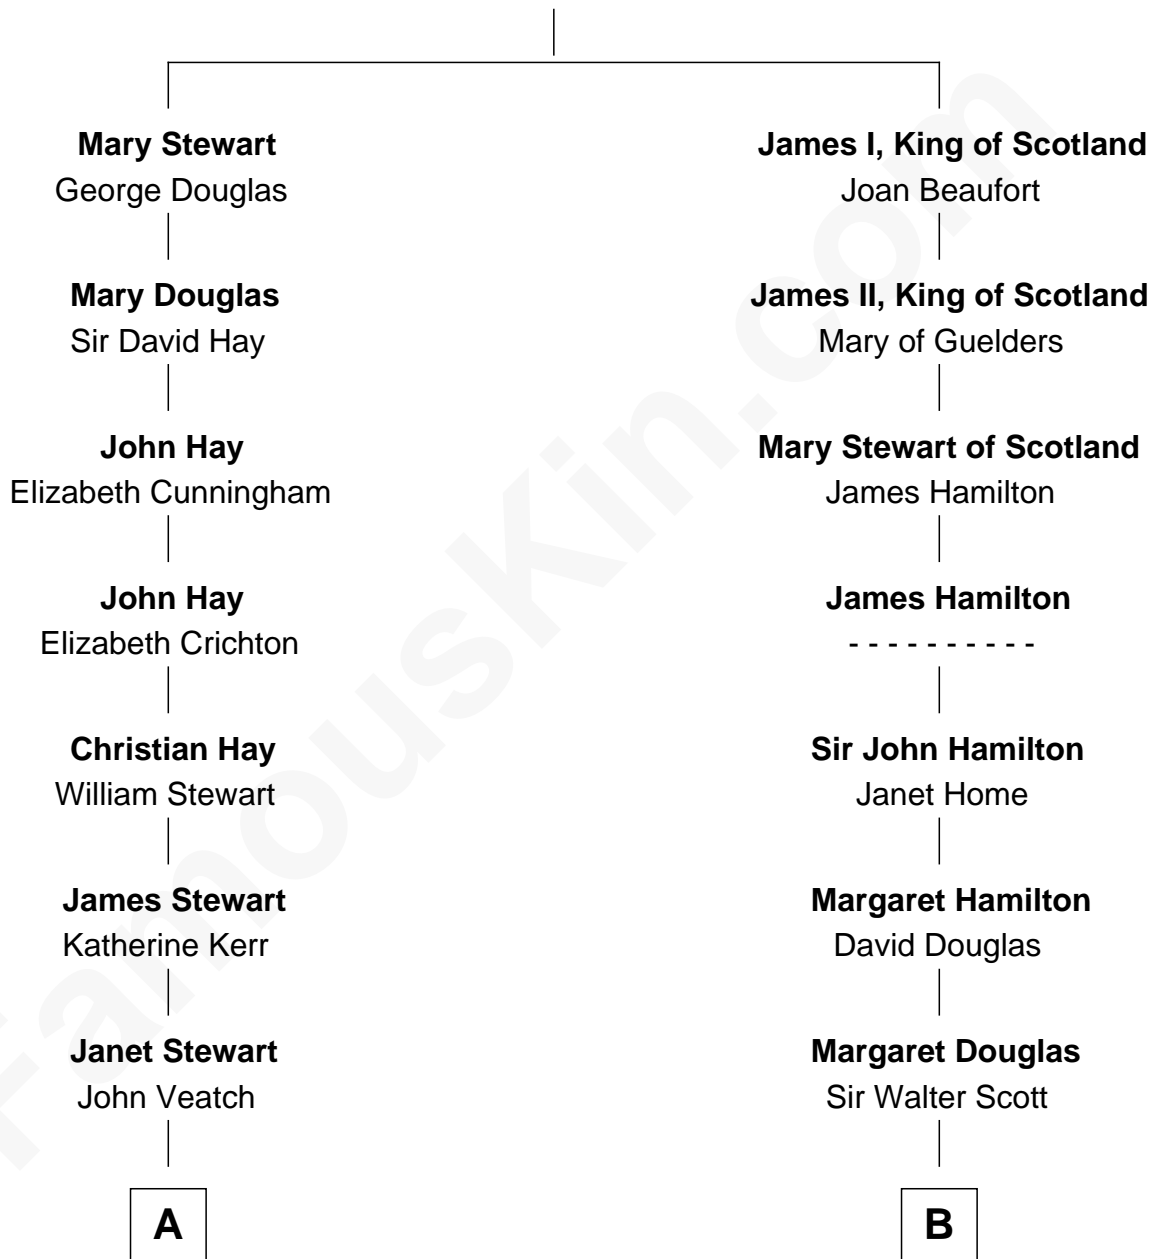 Mary Stewart
George Douglas
Mary Douglas
Sir David Hay
John Hay
Elizabeth Cunningham
John Hay
Elizabeth Crichton
Christian Hay
William Stewart
James Stewart
Katherine Kerr
Janet Stewart
John Veatch
A
James I, King of Scotland
Joan Beaufort
James II, King of Scotland
Mary of Guelders
Mary Stewart of Scotland
James Hamilton
James Hamilton
- - - - - - - - - -
Sir John Hamilton
Janet Home
Margaret Hamilton
David Douglas
Margaret Douglas
Sir Walter Scott
B
FamousKin.com